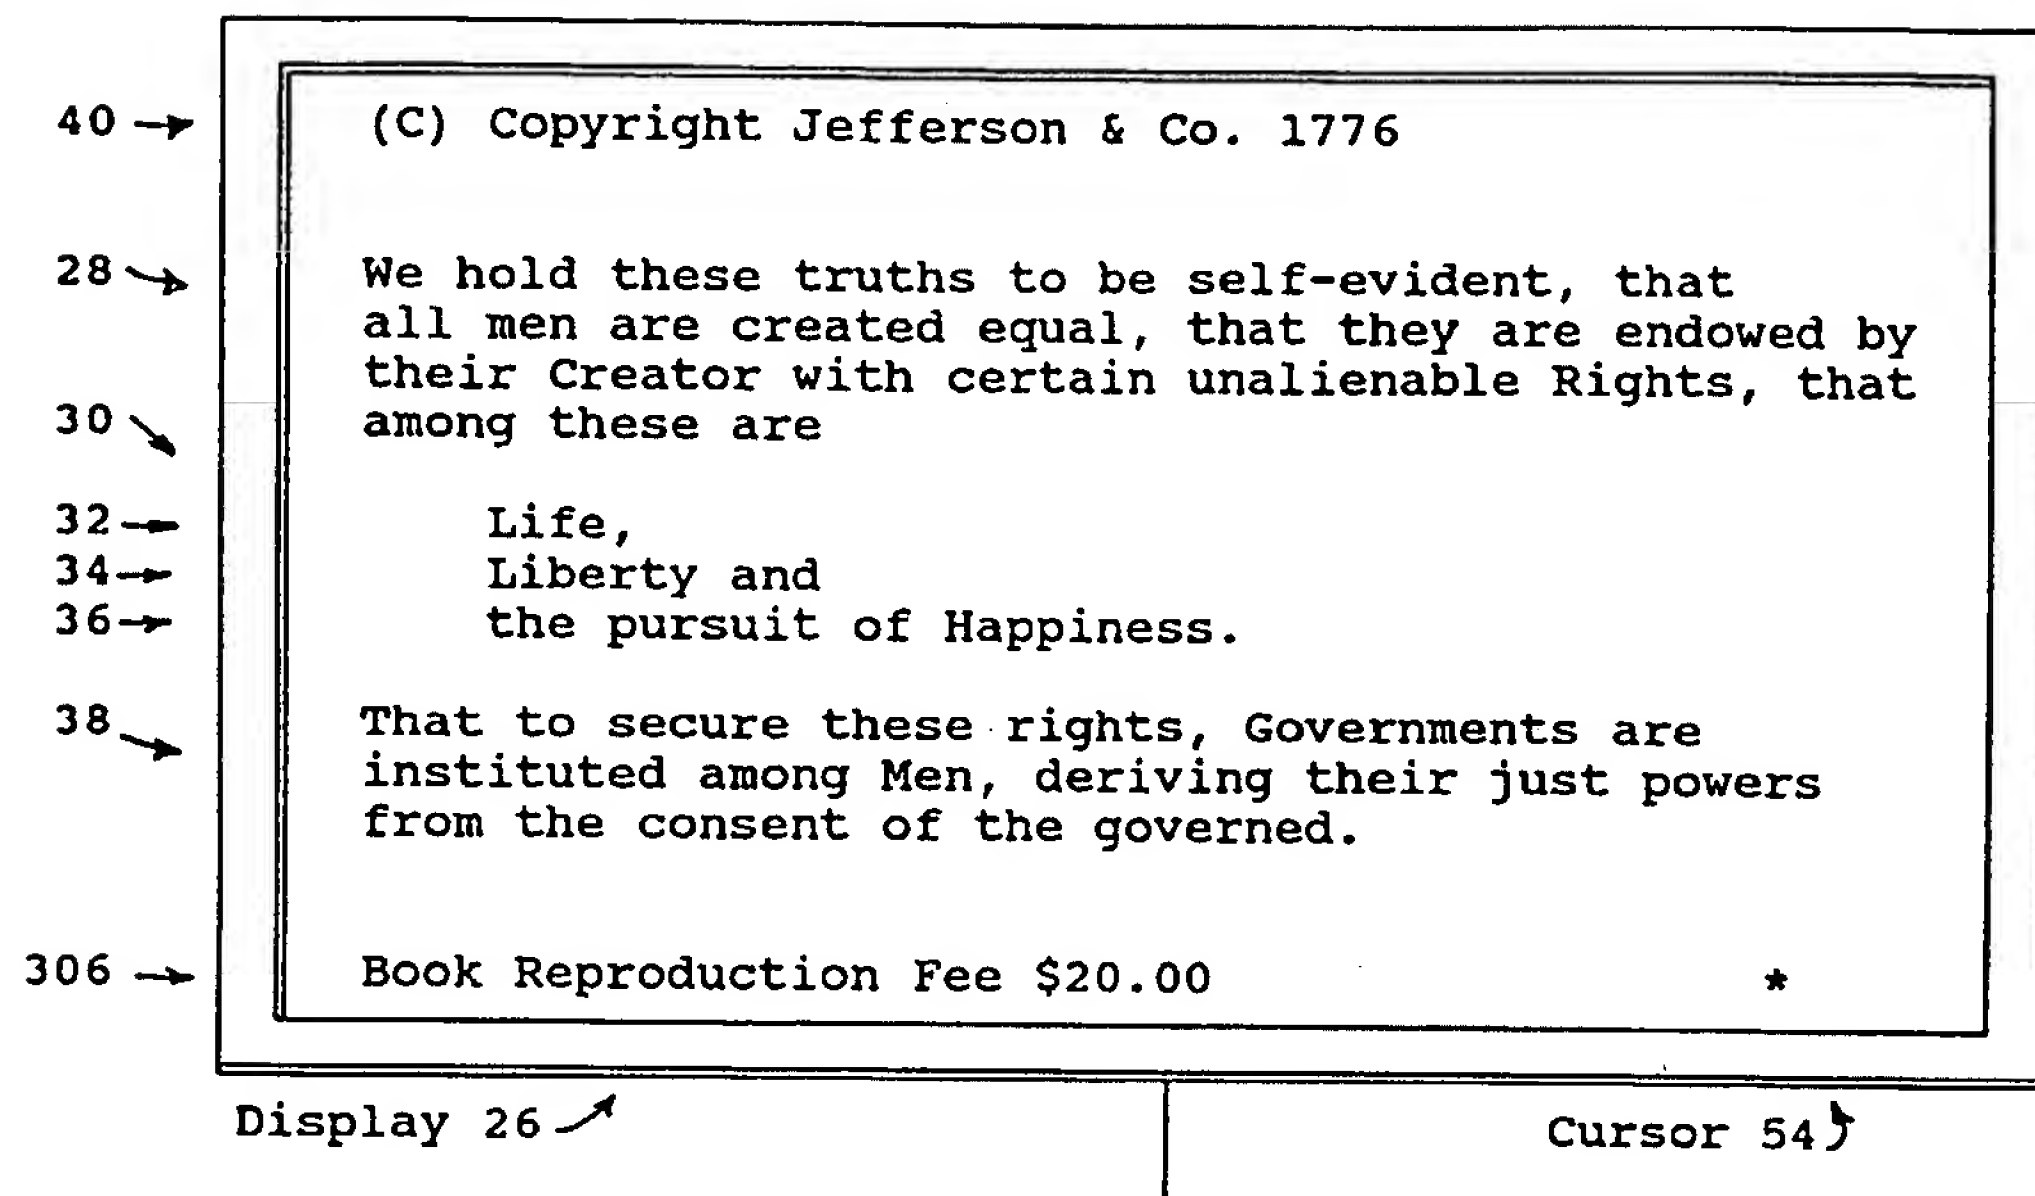 40 (C) Copyright Jefferson & Co. 1776
28 We hold these truths to be self-evident, that
all men are created equal, that they are endowed by
their Creator with certain unalienable Rights, that
30 among these are
32 Life,
34 Liberty and
36 the pursuit of Happiness.
38 That to secure these rights, Governments are
instituted among Men, deriving their just powers
from the consent of the governed.
306 Book Reproduction Fee $20.00 *
Display 26 Cursor 54